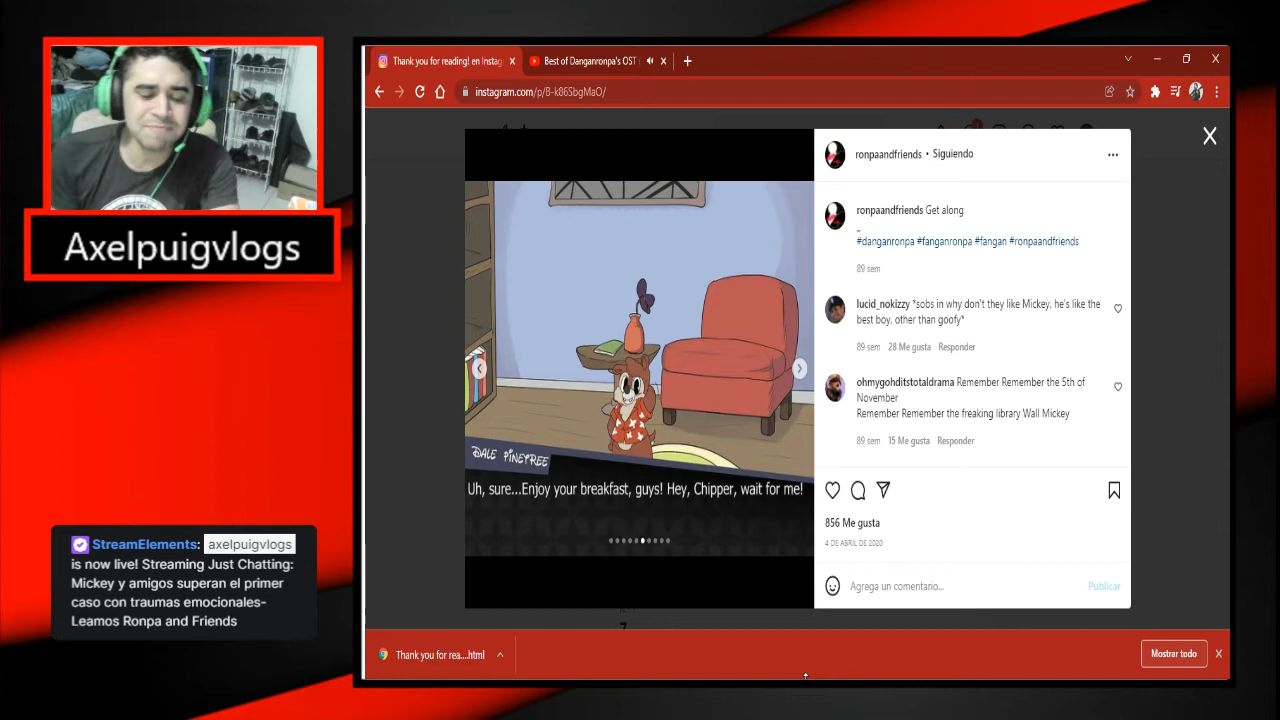 Thank you for reading! en Instag
Best of Danganronpa's OST
instagram.com/p/B-k86SbgMaO/
ronpaandfriends • Siguiendo
ronpaandfriends Get along
-
#danganronpa #fanganronpa #fangan #ronpaandfriends
89 sem
lucid_nokizzy *sobs in why don't they like Mickey, he's like the
best boy, other than goofy*
89 sem 28 Me gusta Responder
ohmygohditstotaldrama Remember Remember the 5th of
November
Remember Remember the freaking library Wall Mickey
89 sem 15 Me gusta Responder
856 Me gusta
4 DE ABRIL DE 2020
Agrega un comentario... Publicar
DALE PINETREE
Uh, sure...Enjoy your breakfast, guys! Hey, Chipper, wait for me!
Axelpuigvlogs
StreamElements: axelpuigvlogs
is now live! Streaming Just Chatting:
Mickey y amigos superan el primer
caso con traumas emocionales-
Leamos Ronpa and Friends
Thank you for rea....html
Mostrar todo